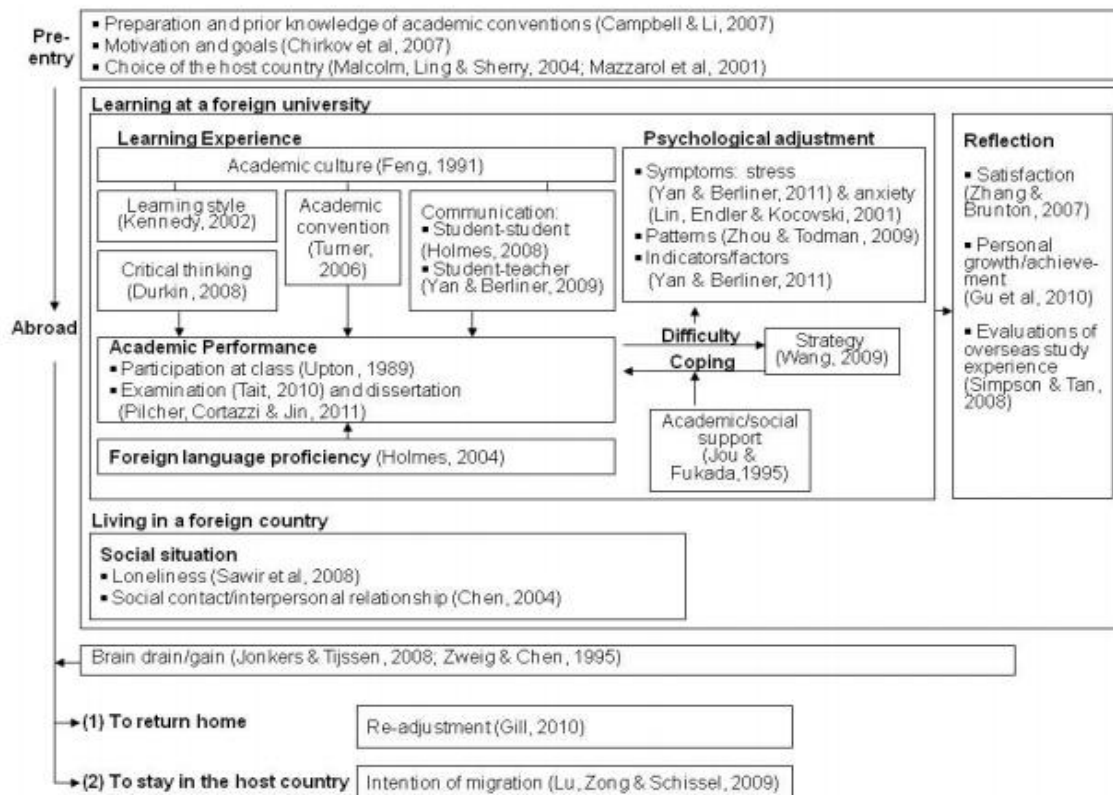 Pre-
entry
▪ Preparation and prior knowledge of academic conventions (Campbell & Li, 2007)
▪ Motivation and goals (Chirkov et al, 2007)
▪ Choice of the host country (Malcolm, Ling & Sherry, 2004; Mazzarol et al, 2001)
Abroad
Learning at a foreign university
Learning Experience
Academic culture (Feng, 1991)
Learning style
(Kennedy, 2002)
Critical thinking
(Durkin, 2008)
Academic
convention
(Turner,
2006)
Communication:
▪ Student-student
(Holmes, 2008)
▪ Student-teacher
(Yan & Berliner, 2009)
Academic Performance
▪ Participation at class (Upton, 1989)
▪ Examination (Tait, 2010) and dissertation
(Pilcher, Cortazzi & Jin, 2011)
Foreign language proficiency (Holmes, 2004)
Psychological adjustment
▪ Symptoms: stress
(Yan & Berliner, 2011) & anxiety
(Lin, Endler & Kocovski, 2001)
▪ Patterns (Zhou & Todman, 2009)
▪ Indicators/factors
(Yan & Berliner, 2011)
Difficulty
Coping
Strategy
(Wang, 2009)
Academic/social
support
(Jou &
Fukada,1995)
Reflection
▪ Satisfaction
(Zhang &
Brunton, 2007)
▪ Personal
growth/achieve-
ment
(Gu et al, 2010)
▪ Evaluations of
overseas study
experience
(Simpson & Tan,
2008)
Living in a foreign country
Social situation
▪ Loneliness (Sawir et al, 2008)
▪ Social contact/interpersonal relationship (Chen, 2004)
Brain drain/gain (Jonkers & Tijssen, 2008; Zweig & Chen, 1995)
(1) To return home
Re-adjustment (Gill, 2010)
(2) To stay in the host country
Intention of migration (Lu, Zong & Schissel, 2009)